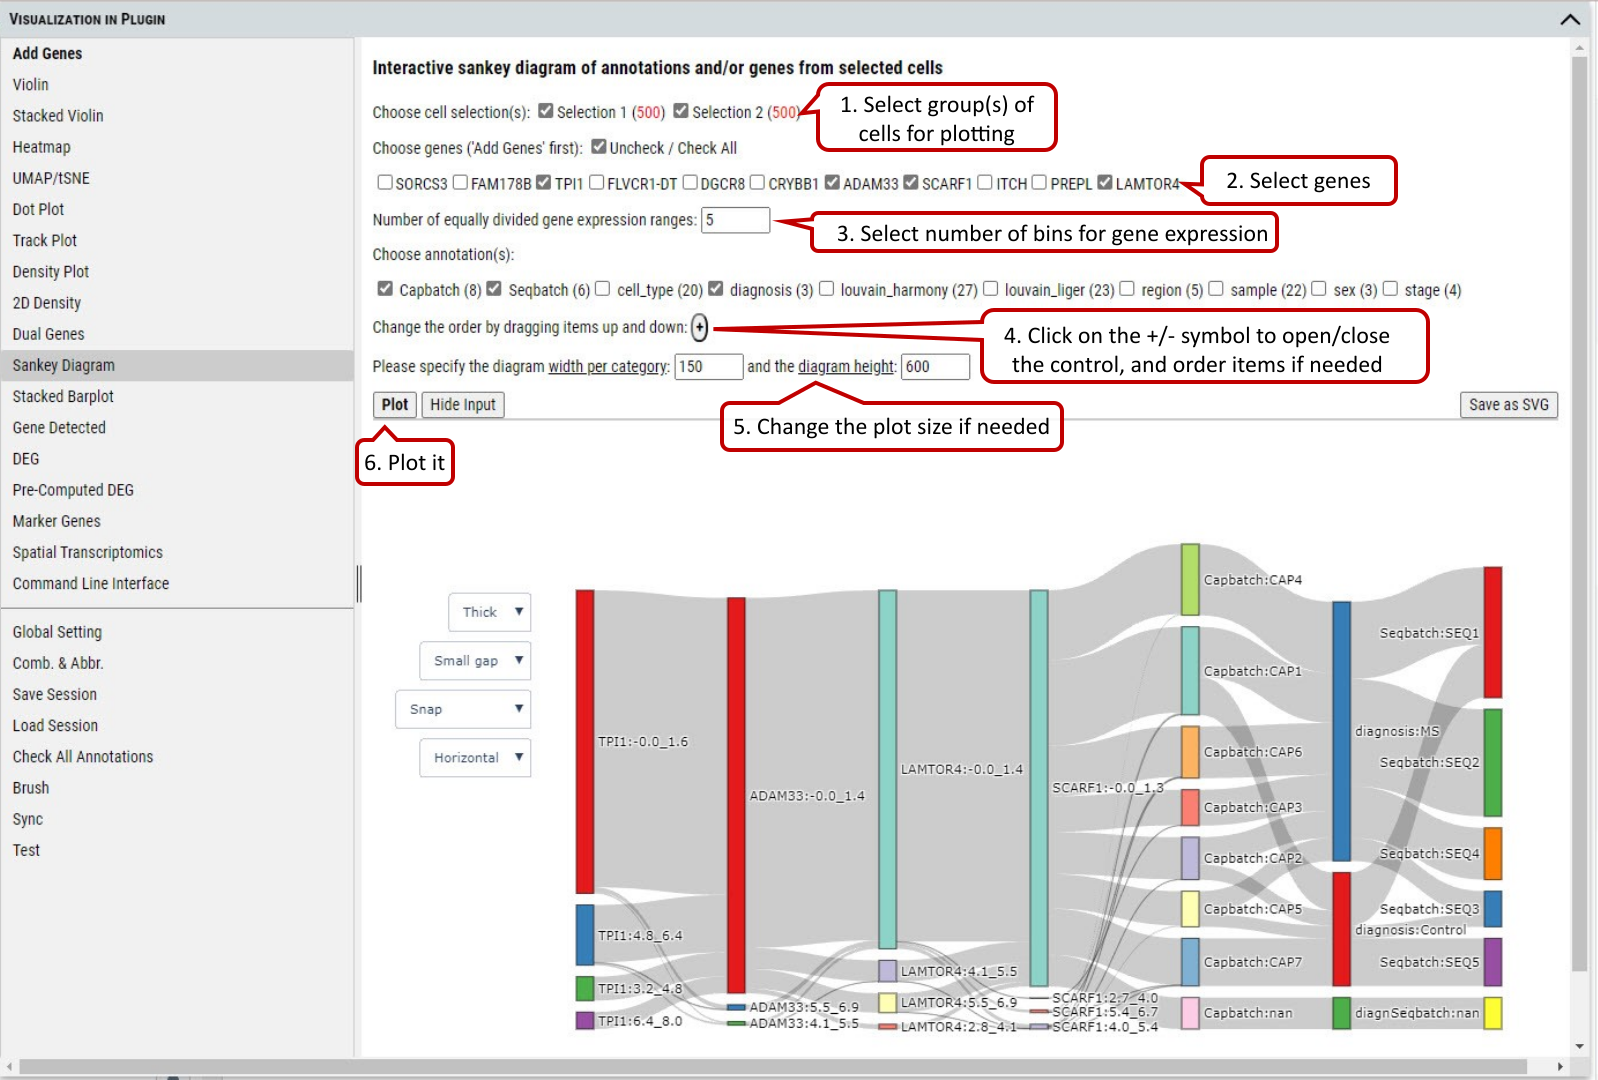 VISUALIZATION IN PLUGIN
Add Genes
Violin
Stacked Violin
Heatmap
UMAP/tSNE
Dot Plot
Track Plot
Density Plot
2D Density
Dual Genes
Sankey Diagram
Stacked Barplot
Gene Detected
DEG
Pre-Computed DEG
Marker Genes
Spatial Transcriptomics
Command Line Interface
Global Setting
Comb. & Abbr.
Save Session
Load Session
Check All Annotations
Brush
Sync
Test
Interactive sankey diagram of annotations and/or genes from selected cells
Choose cell selection(s): Selection 1 (500) Selection 2 (500)
1. Select group(s) of
cells for plotting
Choose genes ('Add Genes' first): Uncheck / Check All
SORCS3 FAM178B TPI1 FLVCR1-DT DGCR8 CRYBB1 ADAM33 SCARF1 ITCH PREPL LAMTOR4
2. Select genes
Number of equally divided gene expression ranges: 5
3. Select number of bins for gene expression
Choose annotation(s):
Capbatch (8) Seqbatch (6) cell_type (20) diagnosis (3) louvain_harmony (27) louvain_liger (23) region (5) sample (22) sex (3) stage (4)
Change the order by dragging items up and down: +
4. Click on the +/- symbol to open/close
the control, and order items if needed
Please specify the diagram width per category: 150 and the diagram height: 600
Plot Hide Input Save as SVG
5. Change the plot size if needed
6. Plot it
Thick
Small gap
Snap
Horizontal
TPI1:-0.0_1.6
TPI1:4.8_6.4
TPI1:3.2_4.8
TPI1:6.4_8.0
ADAM33:-0.0_1.4
ADAM33:5.5_6.9
ADAM33:4.1_5.5
LAMTOR4:-0.0_1.4
LAMTOR4:4.1_5.5
LAMTOR4:5.5_6.9
LAMTOR4:2.8_4.1
SCARF1:-0.0_1.3
SCARF1:2.7_4.0
SCARF1:5.4_6.7
SCARF1:4.0_5.4
Capbatch:CAP4
Capbatch:CAP1
Capbatch:CAP6
Capbatch:CAP3
Capbatch:CAP2
Capbatch:CAP5
Capbatch:CAP7
Capbatch:nan
diagnosis:MS
diagnosis:Control
diagnSeqbatch:nan
Seqbatch:SEQ1
Seqbatch:SEQ2
Seqbatch:SEQ4
Seqbatch:SEQ3
Seqbatch:SEQ5